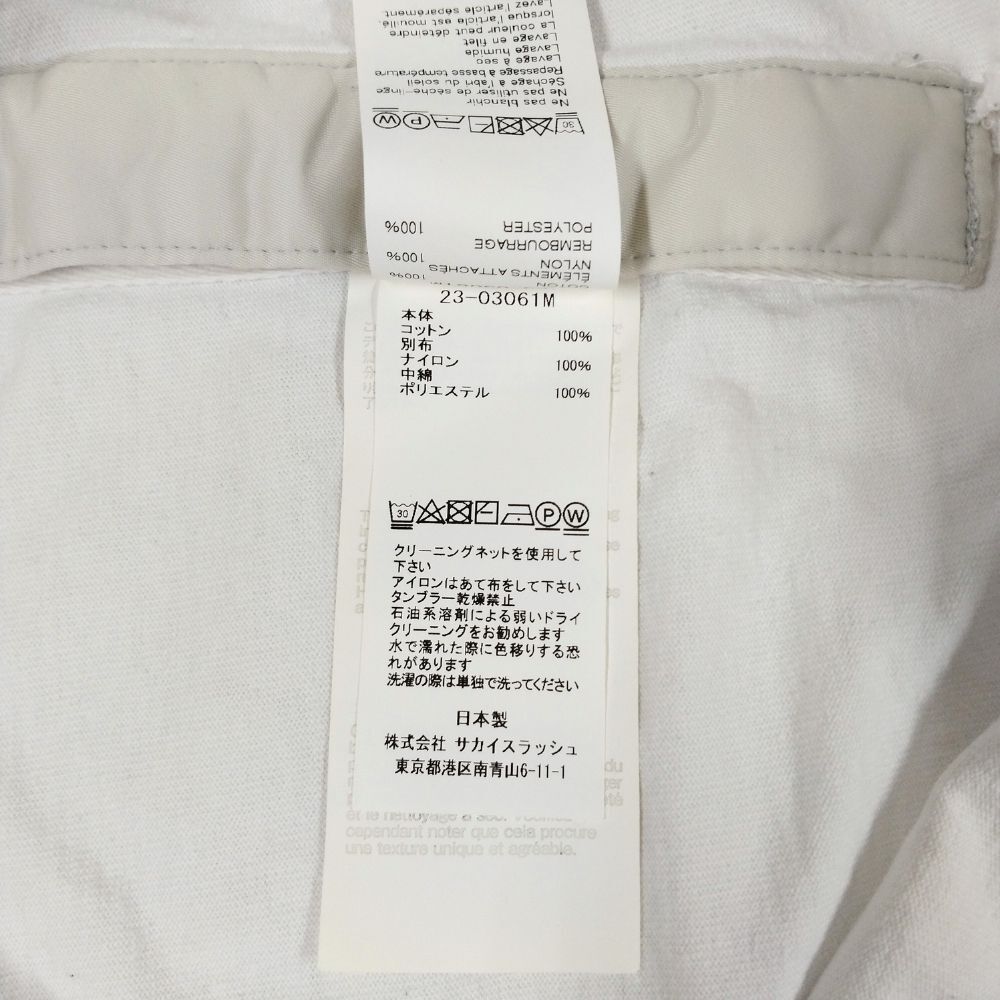 Lavez l'article séparément.
lorsque l'article est mouillé.
La couleur peut déteindre
Lavage en filet
Lavage humide
Lavage à sec
Repassage à basse température
Séchage à l'abri du soleil
Ne pas utiliser de sèche-linge
Ne pas blanchir
30 P W
POLYESTER 100%
REMBOURRAGE
NYLON 100%
ÉLÉMENTS ATTACHÉS
COTON 100%
23-03061M
本体
コットン 100%
別布
ナイロン 100%
中綿
ポリエステル 100%
30 P W
クリーニングネットを使用して
下さい
アイロンはあて布をして下さい
タンブラー乾燥禁止
石油系溶剤による弱いドライ
クリーニングをお勧めします
水で濡れた際に色移りする恐
れがあります
洗濯の際は単独で洗ってください
日本製
株式会社 サカイスラッシュ
東京都港区南青山6-11-1
et le nettoyage à sec.
cependant noter que cela procure
une texture unique et agréable.